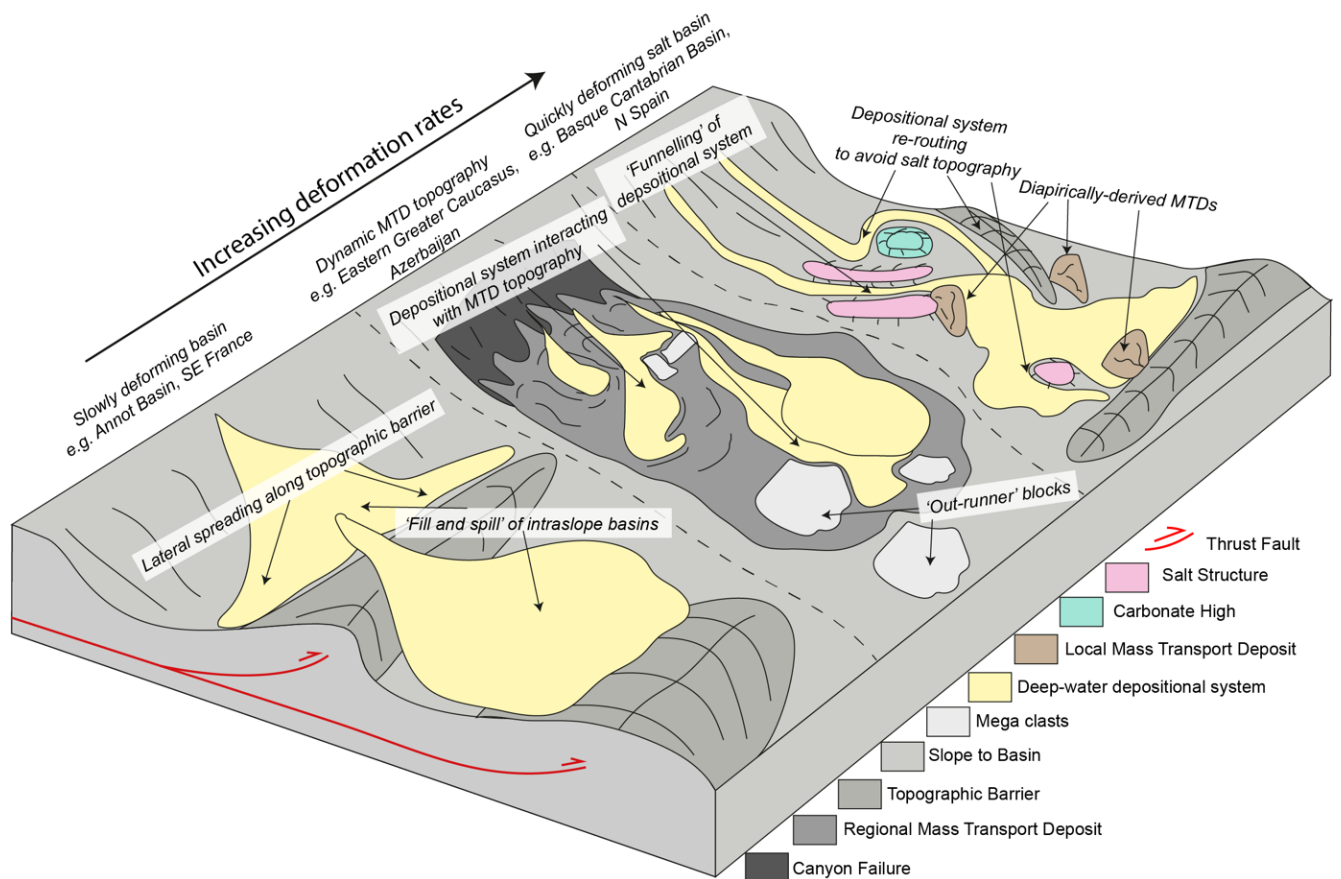 Increasing deformation rates
Slowly deforming basin
e.g. Annot Basin, SE France
Dynamic MTD topography
e.g. Eastern Greater Caucasus,
Azerbaijan
Quickly deforming salt basin
e.g. Basque Cantabrian Basin,
N Spain
'Funnelling' of
depsoitional system
Depositional system interacting
with MTD topography
Depositional system
re-routing
to avoid salt topography
Diapirically-derived MTDs
Lateral spreading along topographic barrier
'Fill and spill' of intraslope basins
'Out-runner' blocks
Thrust Fault
Salt Structure
Carbonate High
Local Mass Transport Deposit
Deep-water depositional system
Mega clasts
Slope to Basin
Topographic Barrier
Regional Mass Transport Deposit
Canyon Failure